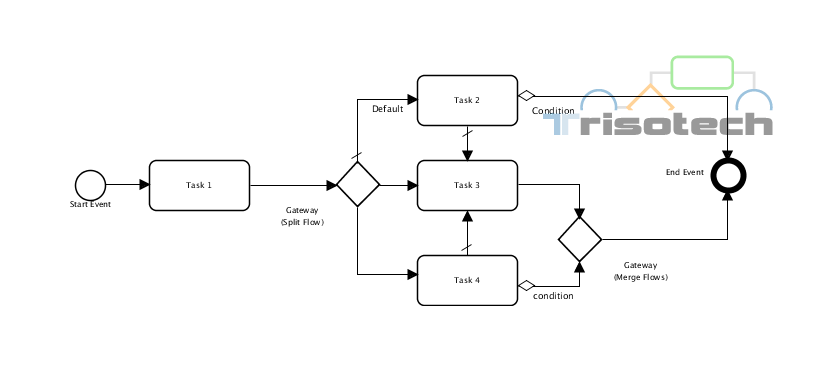 Default
Task 2
Condition
Trisotech
Task 1
Task 3
End Event
Start Event
Gateway
(Split Flow)
Task 4
condition
Gateway
(Merge Flows)